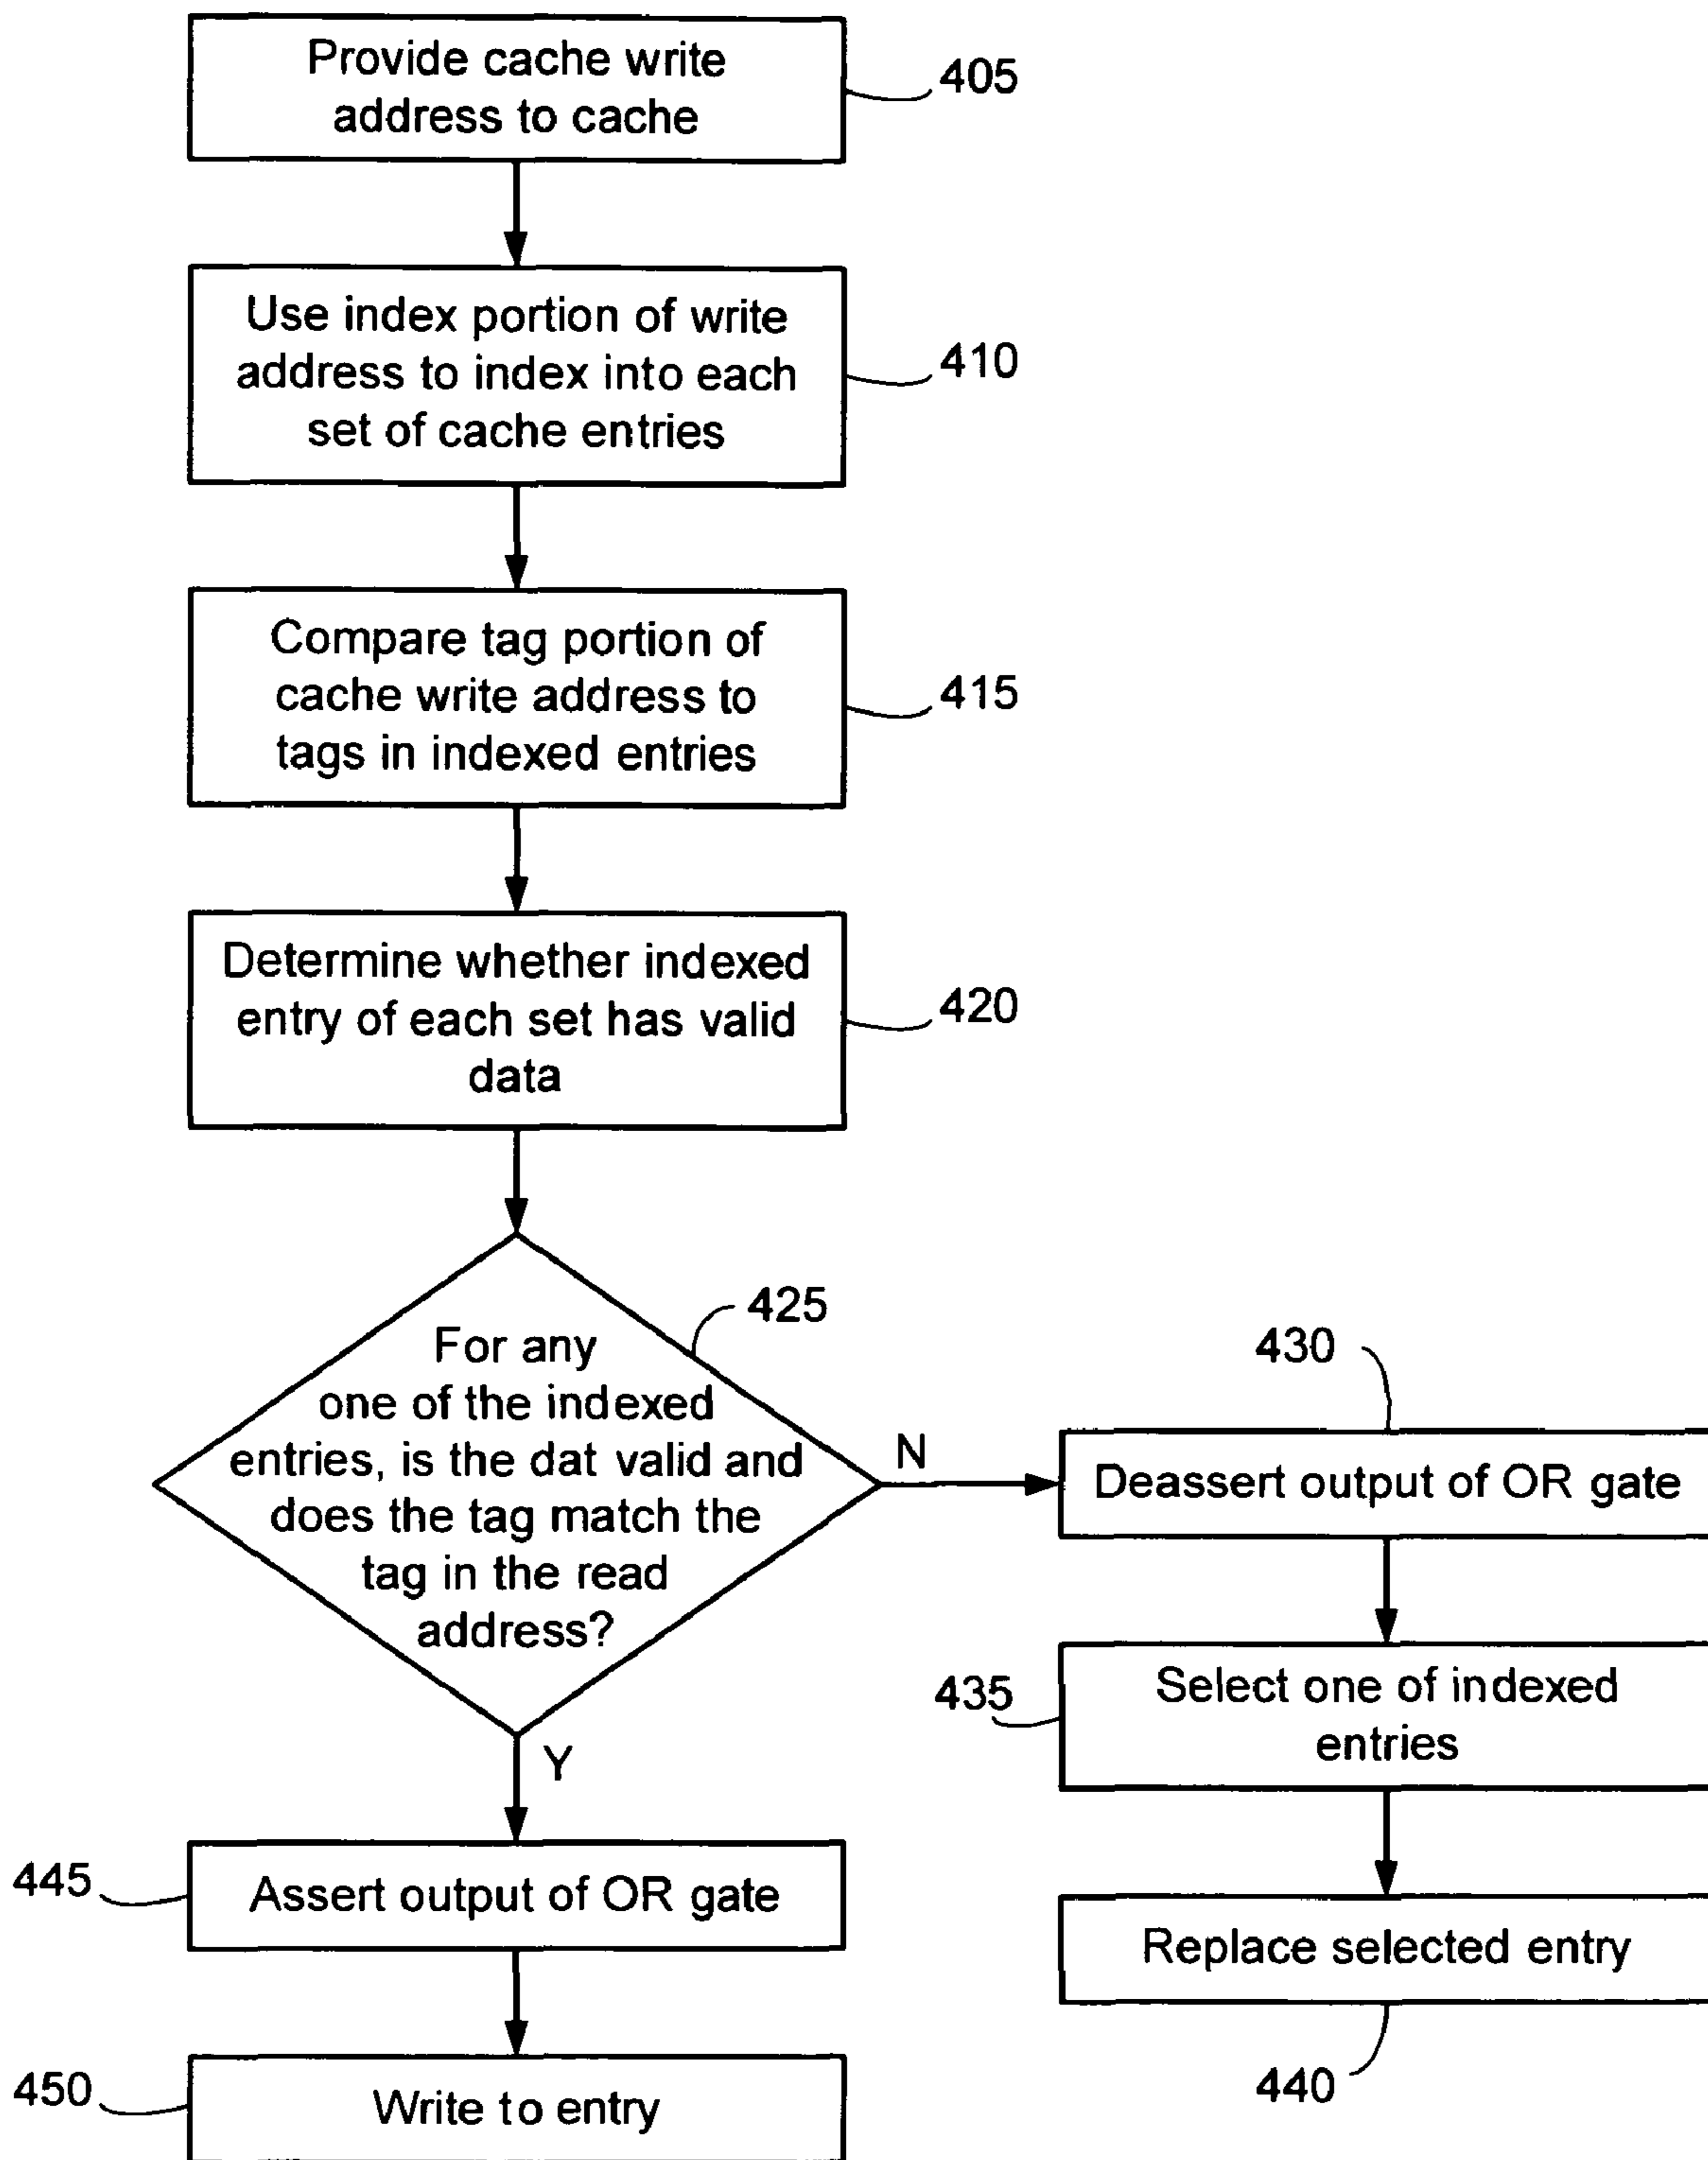 Provide cache write
address to cache
405
Use index portion of write
address to index into each
set of cache entries
410
Compare tag portion of
cache write address to
tags in indexed entries
415
Determine whether indexed
entry of each set has valid
data
420
425
For any
one of the indexed
entries, is the dat valid and
does the tag match the
tag in the read
address?
N
430
Deassert output of OR gate
435
Select one of indexed
entries
Replace selected entry
440
Y
445
Assert output of OR gate
450
Write to entry